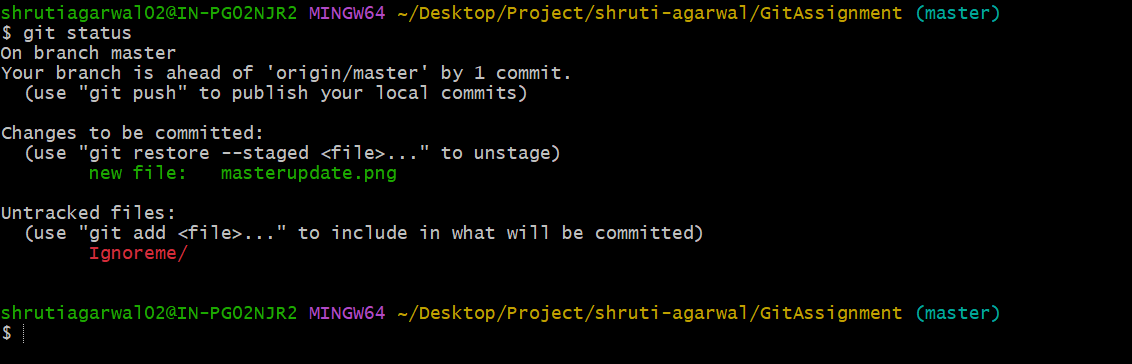 shrutiagarwal02@IN-PG02NJR2 MINGW64 ~/Desktop/Project/shruti-agarwal/GitAssignment (master)
$ git status
On branch master
Your branch is ahead of 'origin/master' by 1 commit.
  (use "git push" to publish your local commits)

Changes to be committed:
  (use "git restore --staged <file>..." to unstage)
        new file:   masterupdate.png

Untracked files:
  (use "git add <file>..." to include in what will be committed)
        Ignoreme/

shrutiagarwal02@IN-PG02NJR2 MINGW64 ~/Desktop/Project/shruti-agarwal/GitAssignment (master)
$